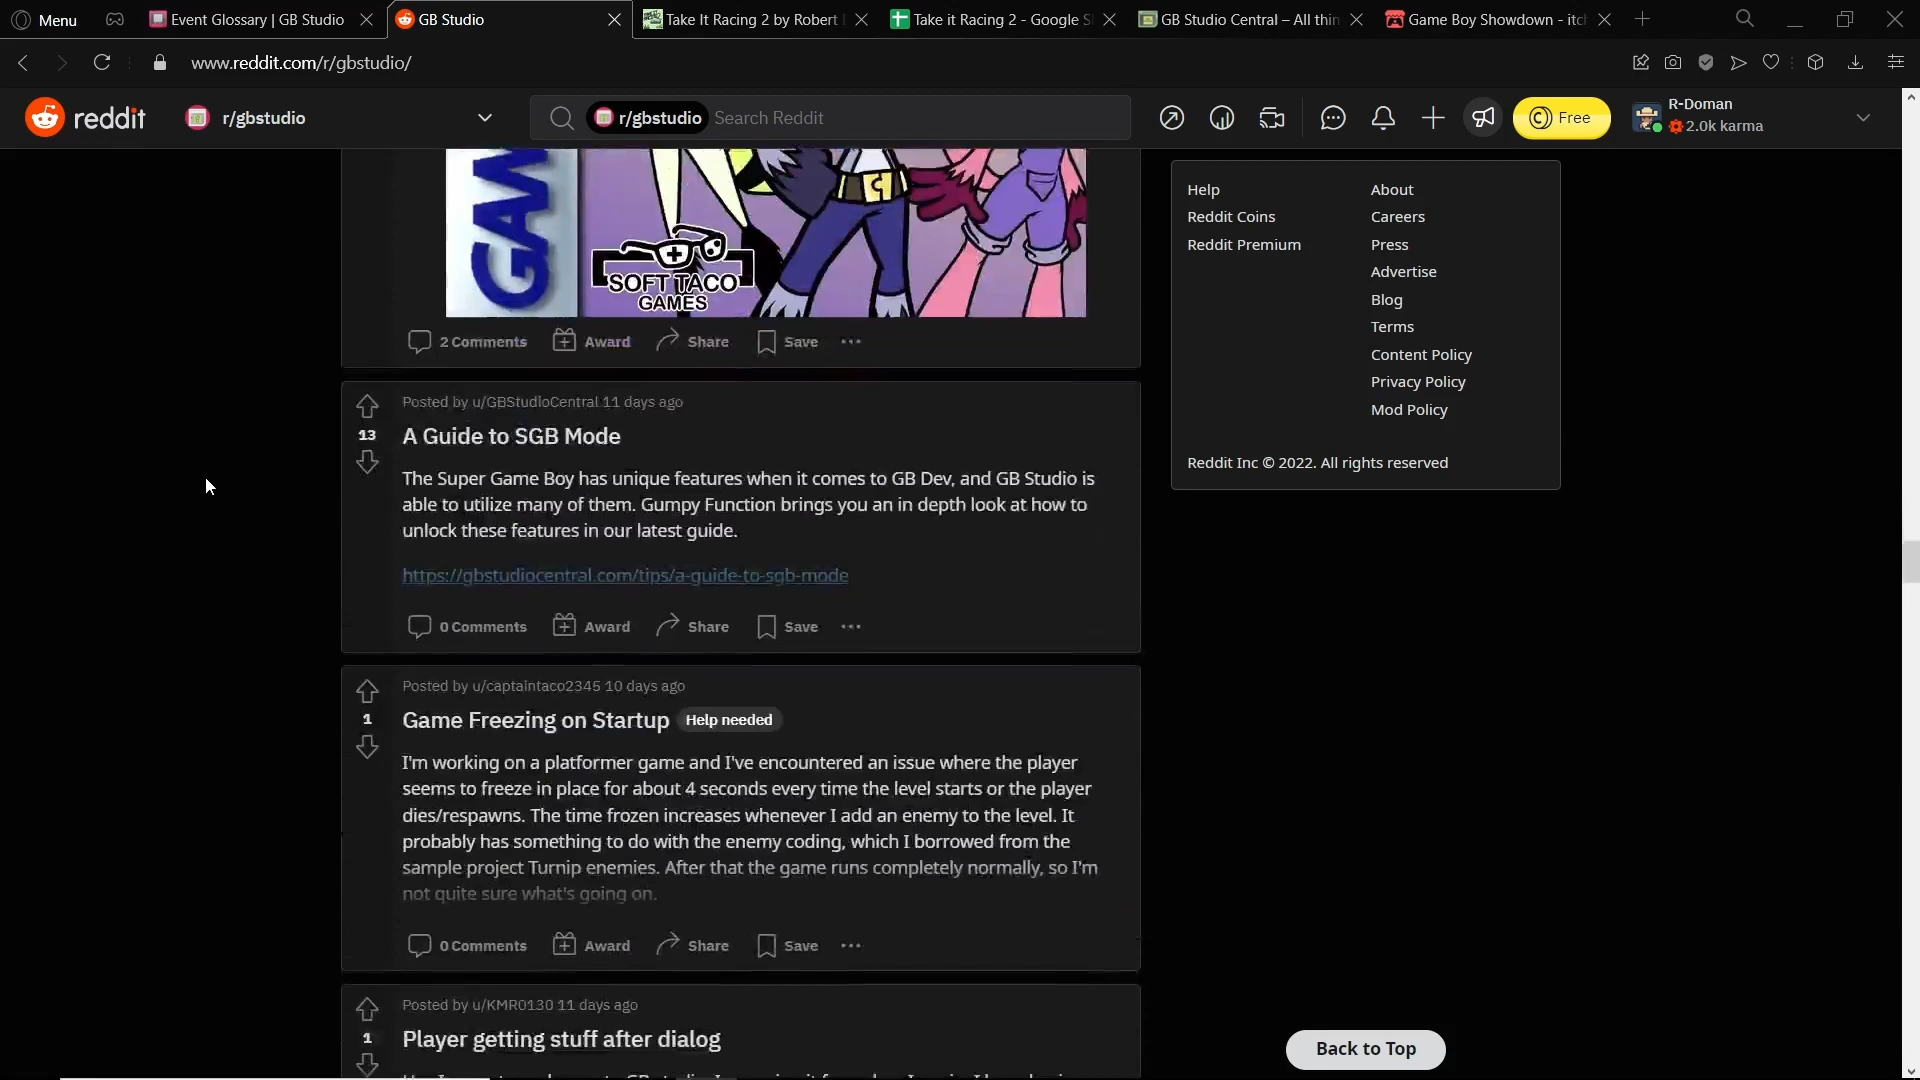 Menu
Event Glossary | GB Studio
GB Studio
Take It Racing 2 by Robert
Take it Racing 2 - Google S
GB Studio Central – All thin
Game Boy Showdown - itc
www.reddit.com/r/gbstudio/
reddit
r/gbstudio
r/gbstudio
Search Reddit
Free
R-Doman
2.0k karma
GAM
SOFT TACO
GAMES
2 Comments
Award
Share
Save
Posted by u/GBStudioCentral 11 days ago
13
A Guide to SGB Mode
The Super Game Boy has unique features when it comes to GB Dev, and GB Studio is
able to utilize many of them. Gumpy Function brings you an in depth look at how to
unlock these features in our latest guide.
https://gbstudiocentral.com/tips/a-guide-to-sgb-mode
0 Comments
Award
Share
Save
Posted by u/captaintaco2345 10 days ago
1
Game Freezing on Startup
Help needed
I'm working on a platformer game and I've encountered an issue where the player
seems to freeze in place for about 4 seconds every time the level starts or the player
dies/respawns. The time frozen increases whenever I add an enemy to the level. It
probably has something to do with the enemy coding, which I borrowed from the
sample project Turnip enemies. After that the game runs completely normally, so I'm
not quite sure what's going on.
0 Comments
Award
Share
Save
Posted by u/KMR0130 11 days ago
1
Player getting stuff after dialog
Help
Reddit Coins
Reddit Premium
About
Careers
Press
Advertise
Blog
Terms
Content Policy
Privacy Policy
Mod Policy
Reddit Inc © 2022. All rights reserved
Back to Top